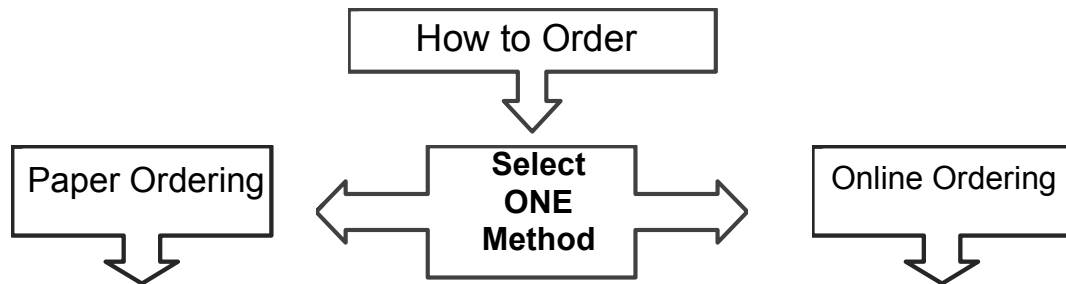 How to Order
Paper Ordering
Select
ONE
Method
Online Ordering